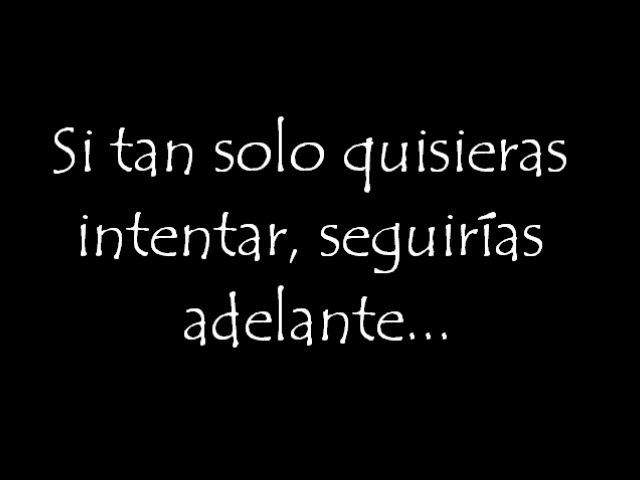 Si tan solo quisieras
intentar, seguirías
adelante...